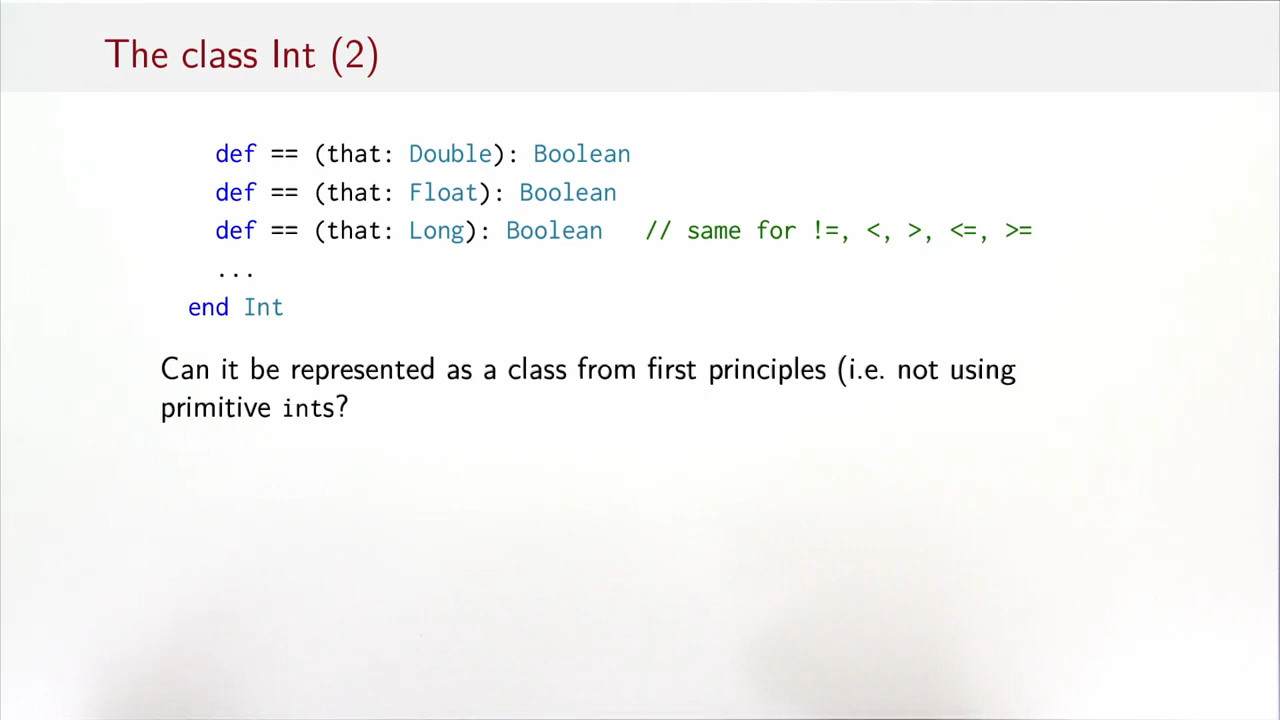 The class Int (2)
def == (that: Double): Boolean
def == (that: Float): Boolean
def == (that: Long): Boolean // same for !=, <, >, <=, >=
...
end Int
Can it be represented as a class from first principles (i.e. not using
primitive ints?